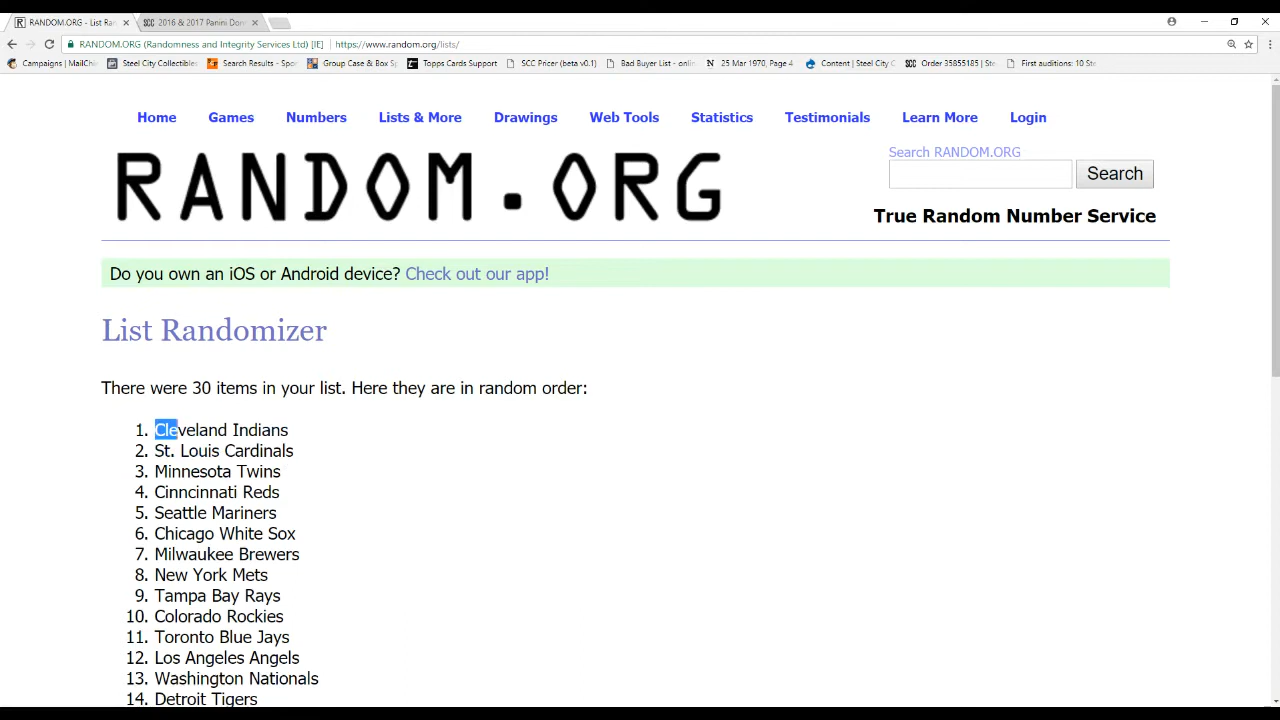 RANDOM.ORG - List Ra
SCC 2016 & 2017 Panini Don
RANDOM.ORG (Randomness and Integrity Services Ltd) [IE] https://www.random.org/lists/
Campaigns | MailChi
Steel City Collectibles
Search Results - Spo
Group Case & Box S
Topps Cards Support
SCC Pricer (beta v0.1)
Bad Buyer List - onlin
25 Mar 1970, Page 4
Content | Steel City C
SCC Order 35855185 | Ste
First auditions: 10 Ste
Home Games Numbers Lists & More Drawings Web Tools Statistics Testimonials Learn More Login
RANDOM.ORG
Search RANDOM.ORG
Search
True Random Number Service
Do you own an iOS or Android device? Check out our app!
List Randomizer
There were 30 items in your list. Here they are in random order:
1. Cleveland Indians
2. St. Louis Cardinals
3. Minnesota Twins
4. Cinncinnati Reds
5. Seattle Mariners
6. Chicago White Sox
7. Milwaukee Brewers
8. New York Mets
9. Tampa Bay Rays
10. Colorado Rockies
11. Toronto Blue Jays
12. Los Angeles Angels
13. Washington Nationals
14. Detroit Tigers